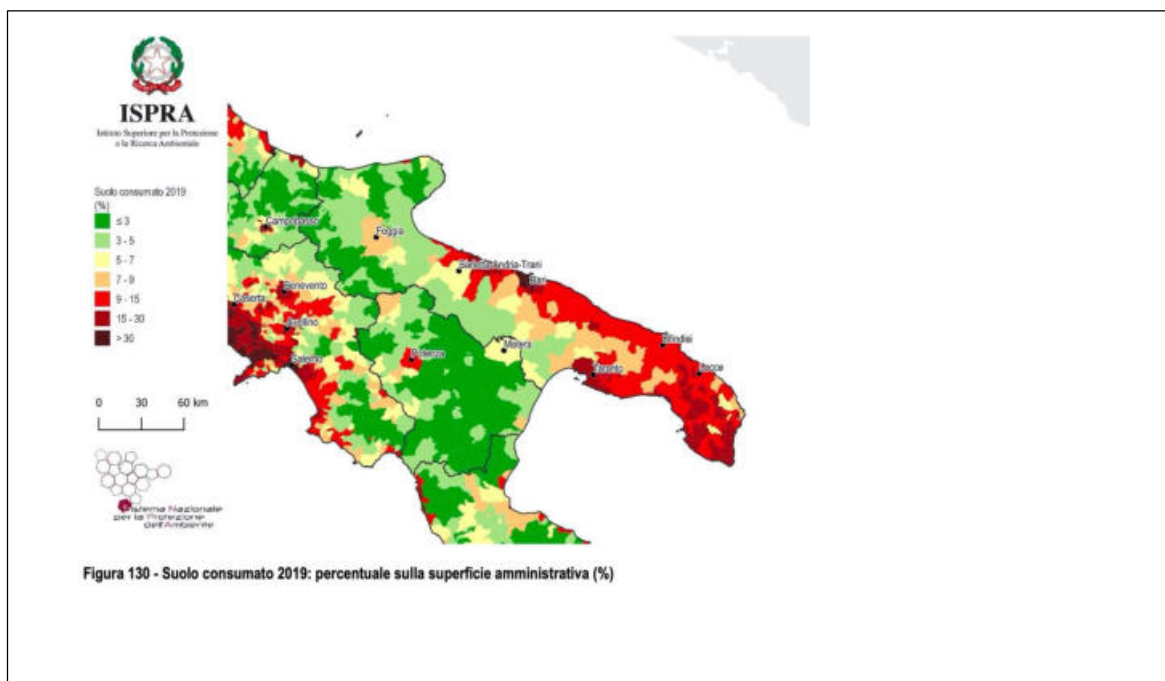 ISPRA
Istituto Superiore per la Protezione
e la Ricerca Ambientale
Suolo consumato 2019
(%)
≤ 3
3 - 5
5 - 7
7 - 9
9 - 15
15 - 30
> 30
0 30 60 km
Sistema Nazionale
per la Protezione
dell'Ambiente
Campobasso
Foggia
Barletta-Andria-Trani
Bari
Benevento
Caserta
Avellino
Salerno
Potenza
Matera
Taranto
Brindisi
Lecce
Figura 130 - Suolo consumato 2019: percentuale sulla superficie amministrativa (%)